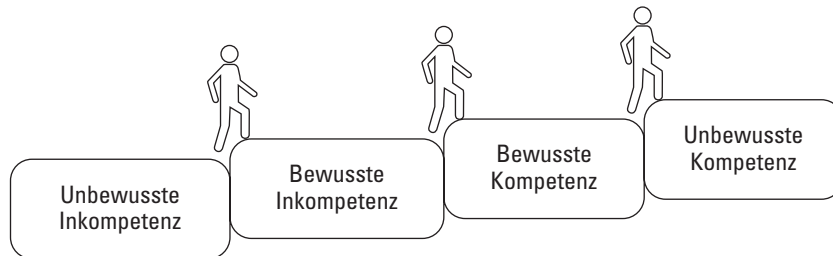 Unbewusste
Inkompetenz
Bewusste
Inkompetenz
Bewusste
Kompetenz
Unbewusste
Kompetenz